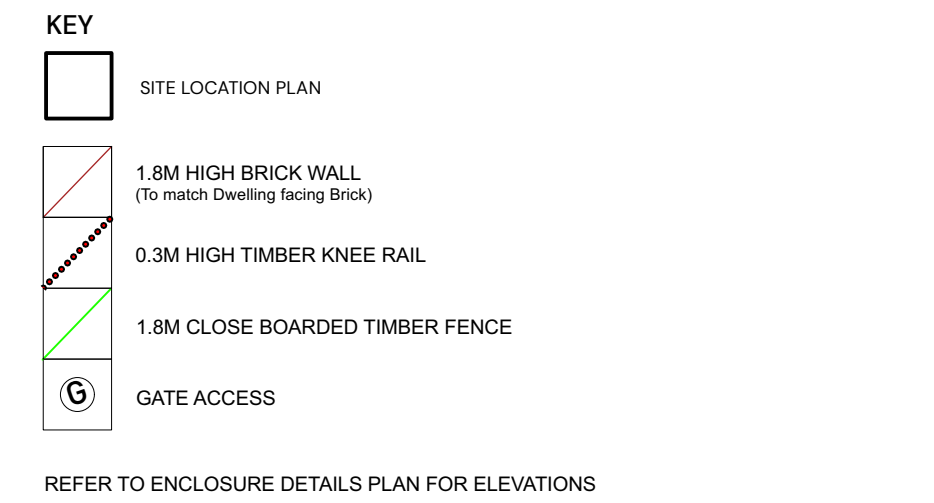 KEY
SITE LOCATION PLAN
1.8M HIGH BRICK WALL
(To match Dwelling facing Brick)
0.3M HIGH TIMBER KNEE RAIL
1.8M CLOSE BOARDED TIMBER FENCE
G
GATE ACCESS
REFER TO ENCLOSURE DETAILS PLAN FOR ELEVATIONS